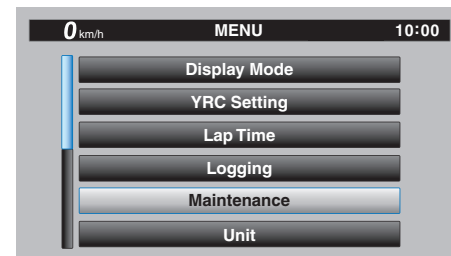 0 km/h MENU 10:00
Display Mode
YRC Setting
Lap Time
Logging
Maintenance
Unit